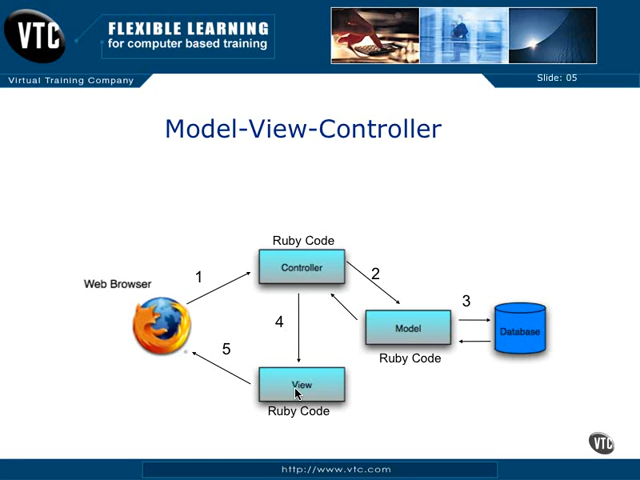 VTC
FLEXIBLE LEARNING
for computer based training
Virtual Training Company
Slide: 05
Model-View-Controller
Ruby Code
Controller
1
2
Web Browser
3
Model
Database
4
Ruby Code
5
View
Ruby Code
VTC
http://www.vtc.com